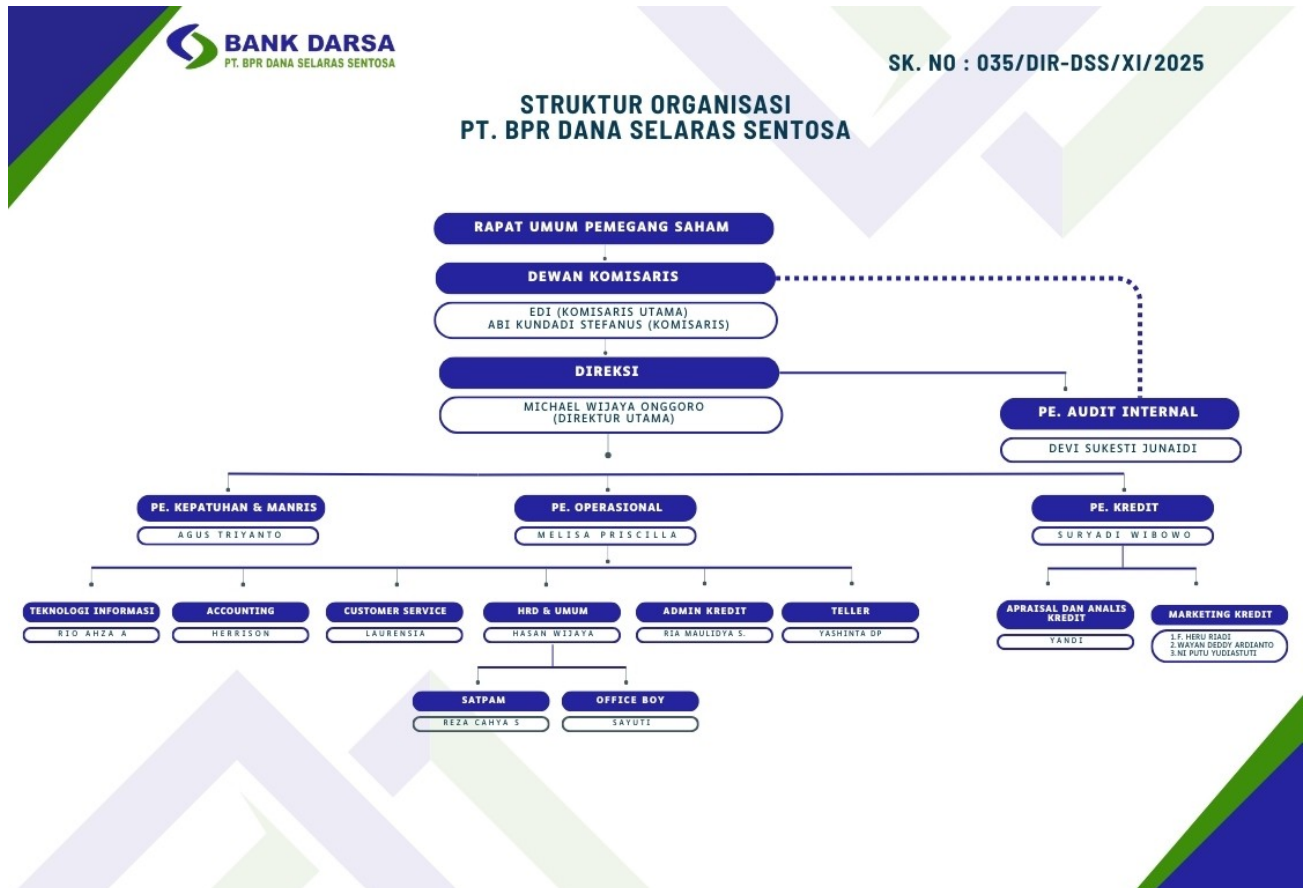 BANK DARSA
PT. BPR DANA SELARAS SENTOSA
SK. NO : 035/DIR-DSS/XI/2025
STRUKTUR ORGANISASI
PT. BPR DANA SELARAS SENTOSA
RAPAT UMUM PEMEGANG SAHAM
DEWAN KOMISARIS
EDI (KOMISARIS UTAMA)
ABI KUNDADI STEFANUS (KOMISARIS)
DIREKSI
MICHAEL WIJAYA ONGGORO
(DIREKTUR UTAMA)
PE. AUDIT INTERNAL
DEVI SUKESTI JUNAIDI
PE. KEPATUHAN & MANRIS
AGUS TRIYANTO
PE. OPERASIONAL
MELISA PRISCILLA
PE. KREDIT
SURYADI WIBOWO
TEKNOLOGI INFORMASI
RIO AHZA A
ACCOUNTING
HERRISON
CUSTOMER SERVICE
LAURENSIA
HRD & UMUM
HASAN WIJAYA
ADMIN KREDIT
RIA MAULIDYA S.
TELLER
YASHINTA DP
APRAISAL DAN ANALIS
KREDIT
YANDI
MARKETING KREDIT
1.F. HERU RIADI
2.WAYAN DEDDY ARDIANTO
3.NI PUTU YUDIASTUTI
SATPAM
REZA CAHYA S
OFFICE BOY
SAYUTI